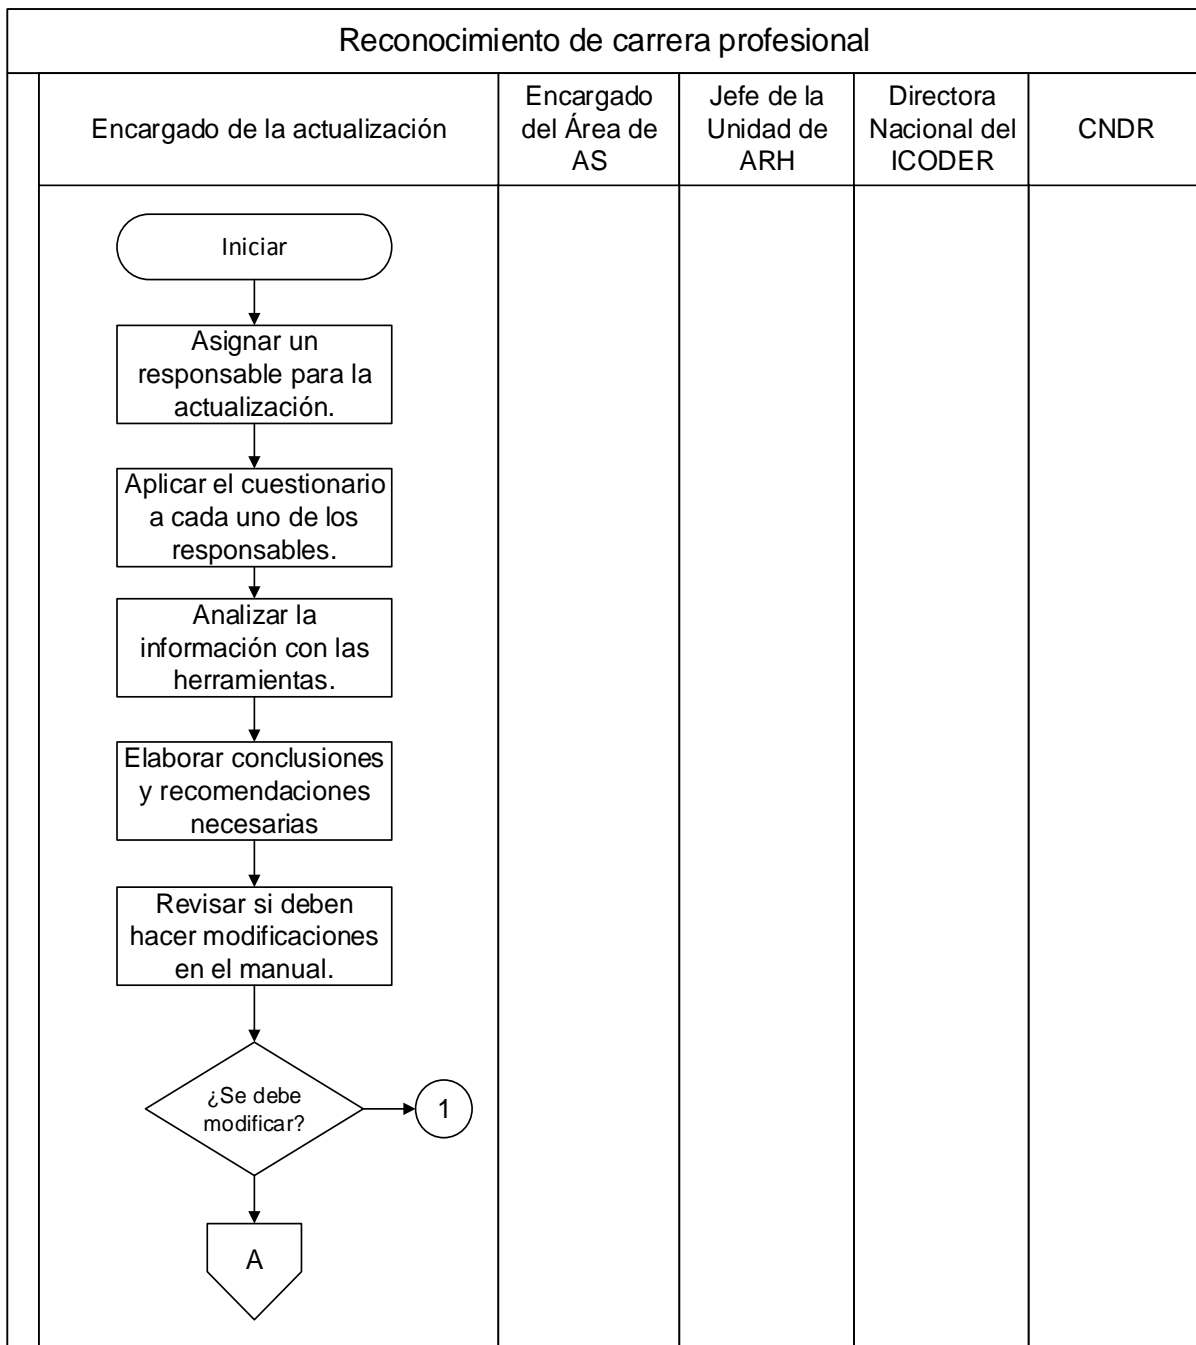 Reconocimiento de carrera profesional
Encargado de la actualización
Encargado
del Área de
AS
Jefe de la
Unidad de
ARH
Directora
Nacional del
ICODER
CNDR
Iniciar
Asignar un
responsable para la
actualización.
Aplicar el cuestionario
a cada uno de los
responsables.
Analizar la
información con las
herramientas.
Elaborar conclusiones
y recomendaciones
necesarias
Revisar si deben
hacer modificaciones
en el manual.
¿Se debe
modificar?
1
A